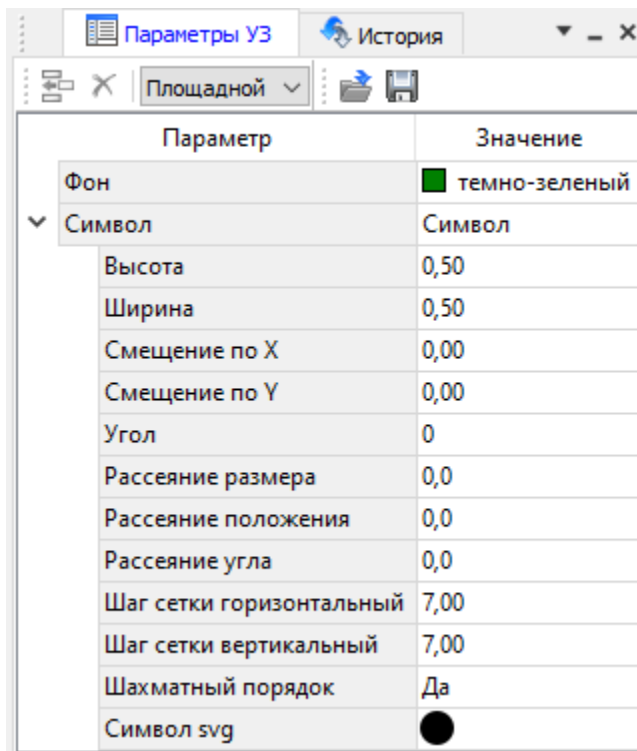 Параметры УЗ История
Площадной
Параметр Значение
Фон темно-зеленый
Символ Символ
Высота 0,50
Ширина 0,50
Смещение по X 0,00
Смещение по Y 0,00
Угол 0
Рассеяние размера 0,0
Рассеяние положения 0,0
Рассеяние угла 0,0
Шаг сетки горизонтальный 7,00
Шаг сетки вертикальный 7,00
Шахматный порядок Да
Символ svg